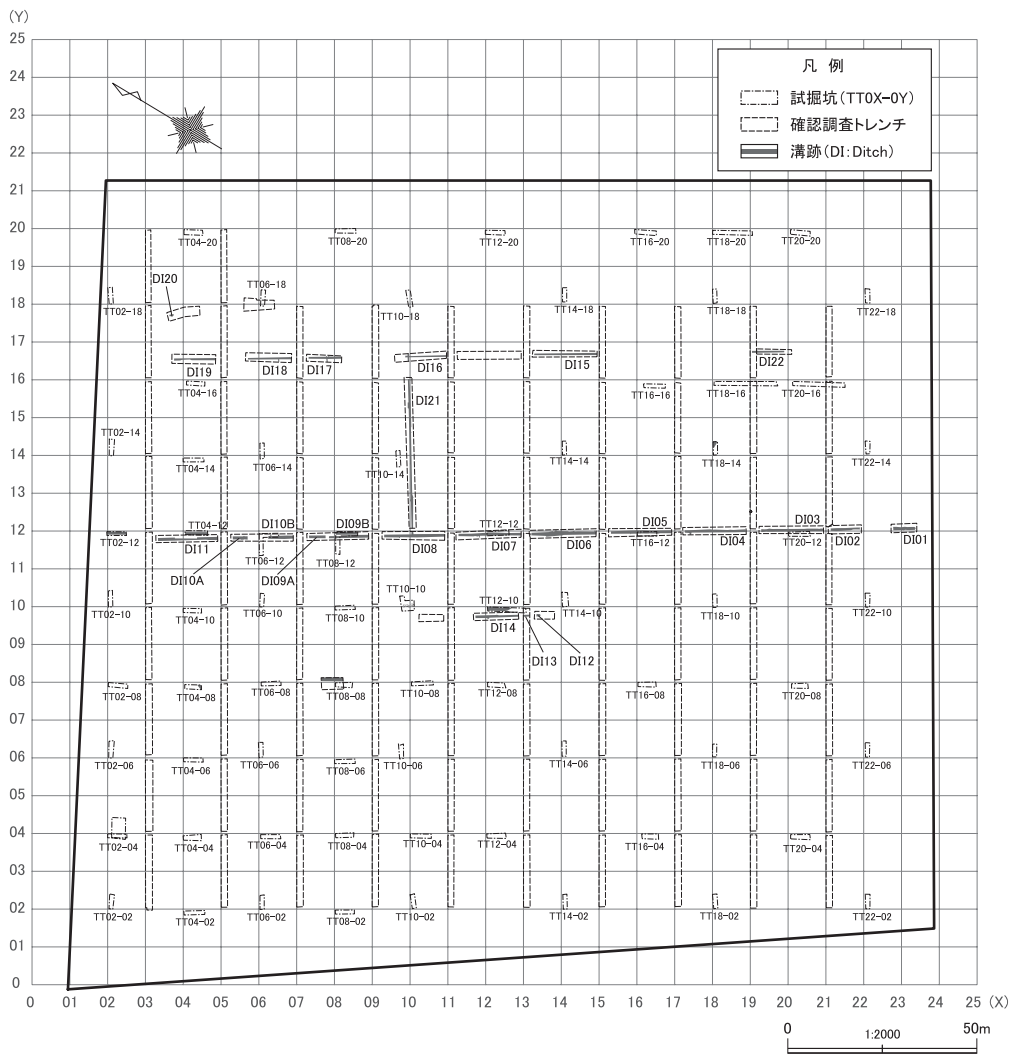 (Y)
25
24
23
22
21
20
19
18
17
16
15
14
13
12
11
10
09
08
07
06
05
04
03
02
01
0
凡 例
試掘坑(TT0X-0Y)
確認調査トレンチ
溝跡(DI:Ditch)
TT04-20
TT08-20
TT12-20
TT16-20
TT18-20
TT20-20
DI20
TT06-18
TT02-18
TT10-18
TT14-18
TT18-18
TT22-18
DI19
DI18
DI17
DI16
DI15
DI22
TT04-16
TT16-16
TT18-16
TT20-16
DI21
TT02-14
TT04-14
TT06-14
TT10-14
TT14-14
TT18-14
TT22-14
TT04-12
DI10B
DI09B
TT12-12
DI05
DI03
TT02-12
DI11
DI08
DI07
DI06
TT16-12
DI04
TT20-12
DI02
DI01
TT06-12
TT08-12
DI10A
DI09A
TT10-10
TT12-10
TT02-10
TT04-10
TT06-10
TT08-10
TT14-10
TT18-10
TT22-10
DI14
DI13
DI12
TT02-08
TT04-08
TT06-08
TT08-08
TT10-08
TT12-08
TT16-08
TT20-08
TT02-06
TT04-06
TT06-06
TT08-06
TT10-06
TT14-06
TT18-06
TT22-06
TT02-04
TT04-04
TT06-04
TT08-04
TT10-04
TT12-04
TT16-04
TT20-04
TT02-02
TT04-02
TT06-02
TT08-02
TT10-02
TT14-02
TT18-02
TT22-02
0 01 02 03 04 05 06 07 08 09 10 11 12 13 14 15 16 17 18 19 20 21 22 23 24 25 (X)
0 1:2000 50m